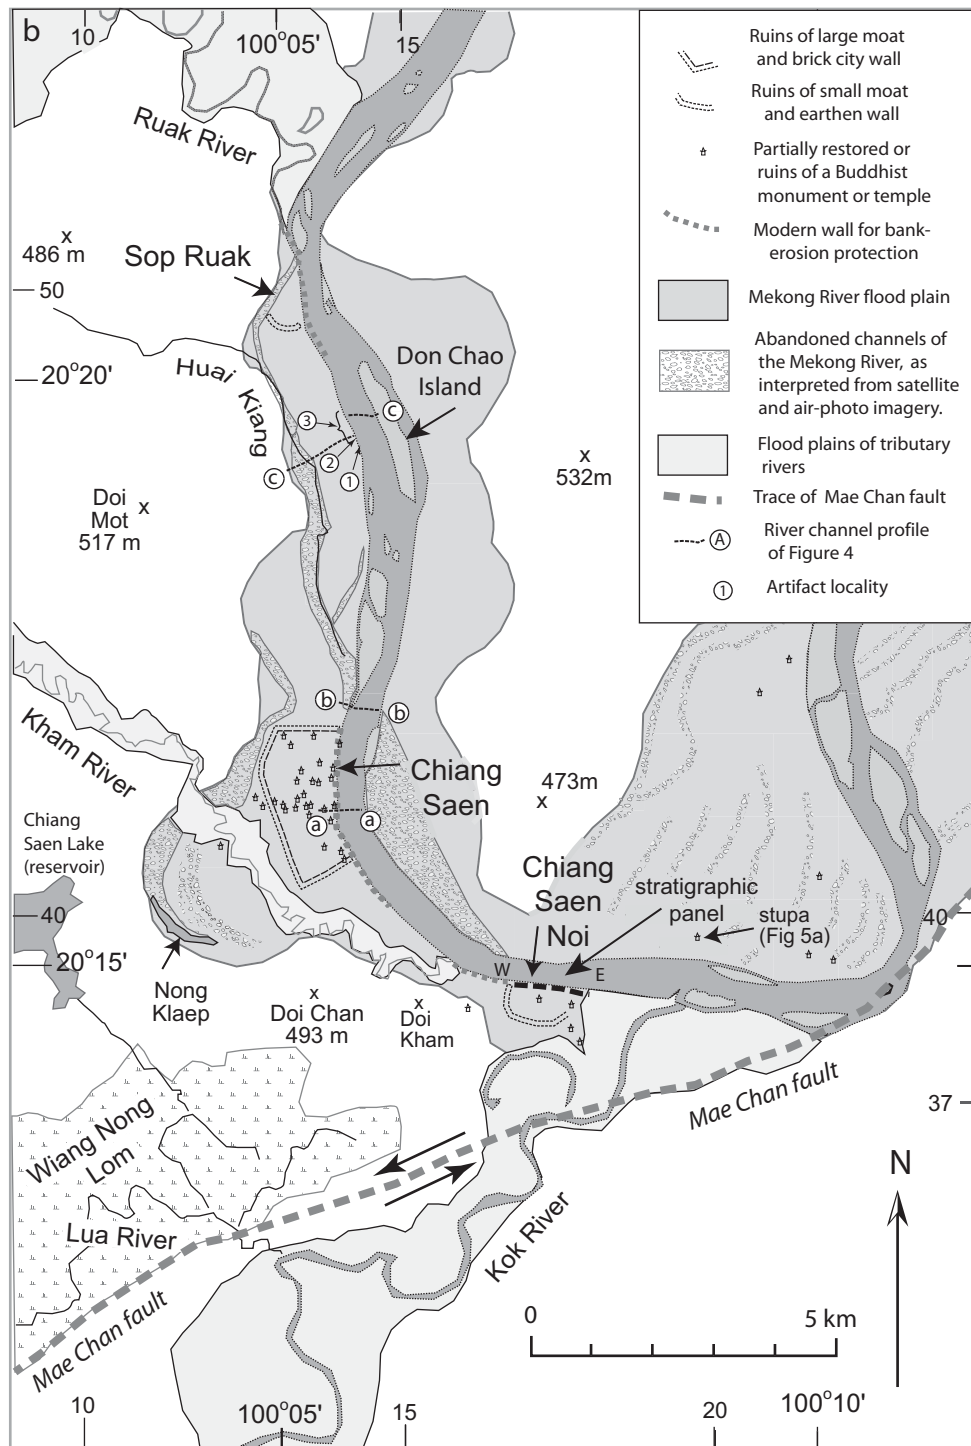 b
10
100°05'
15
Ruins of large moat
and brick city wall
Ruins of small moat
and earthen wall
Partially restored or
ruins of a Buddhist
monument or temple
Modern wall for bank-
erosion protection
Mekong River flood plain
Abandoned channels of
the Mekong River, as
interpreted from satellite
and air-photo imagery.
Flood plains of tributary
rivers
Trace of Mae Chan fault
A
River channel profile
of Figure 4
1
Artifact locality
Ruak River
x
486 m
Sop Ruak
50
20°20'
Huai Kiang
Don Chao
Island
3
c
2
c
1
x
532m
Doi
Mot x
517 m
b
b
Kham River
Chiang
Saen
a
a
473m
x
Chiang
Saen Lake
(reservoir)
Chiang
Saen
Noi
stratigraphic
panel
stupa
(Fig 5a)
40
40
20°15'
W
E
Nong
Klaep
x
Doi Chan
493 m
x
Doi
Kham
Mae Chan fault
37
Wiang Nong
Lom
Lua River
Kok River
N
Mae Chan fault
0
5 km
10
100°05'
15
20
100°10'